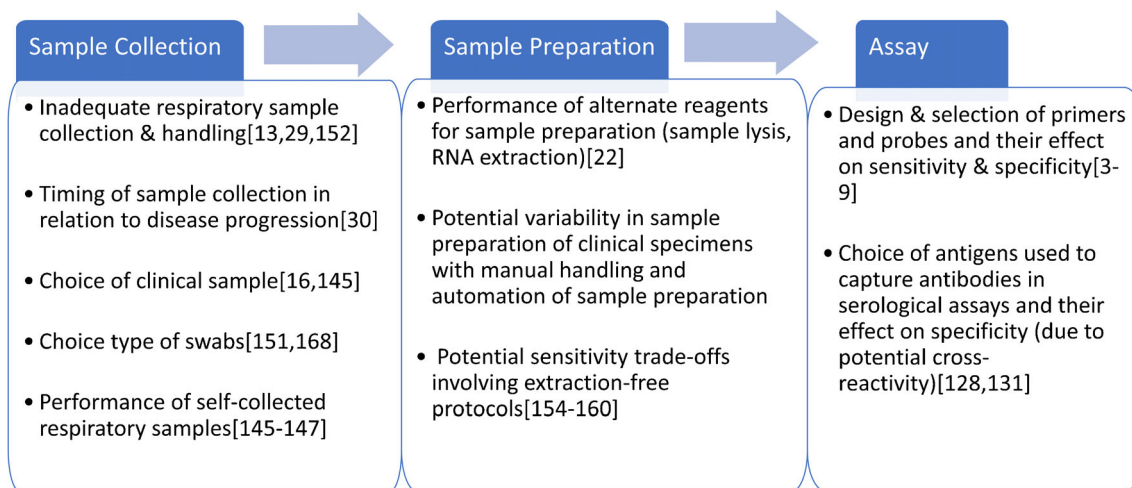 Sample Collection
• Inadequate respiratory sample
collection & handling[13,29,152]
• Timing of sample collection in
relation to disease progression[30]
• Choice of clinical sample[16,145]
• Choice type of swabs[151,168]
• Performance of self-collected
respiratory samples[145-147]
Sample Preparation
• Performance of alternate reagents
for sample preparation (sample lysis,
RNA extraction)[22]
• Potential variability in sample
preparation of clinical specimens
with manual handling and
automation of sample preparation
• Potential sensitivity trade-offs
involving extraction-free
protocols[154-160]
Assay
• Design & selection of primers
and probes and their effect
on sensitivity & specificity[3-
9]
• Choice of antigens used to
capture antibodies in
serological assays and their
effect on specificity (due to
potential cross-
reactivity)[128,131]